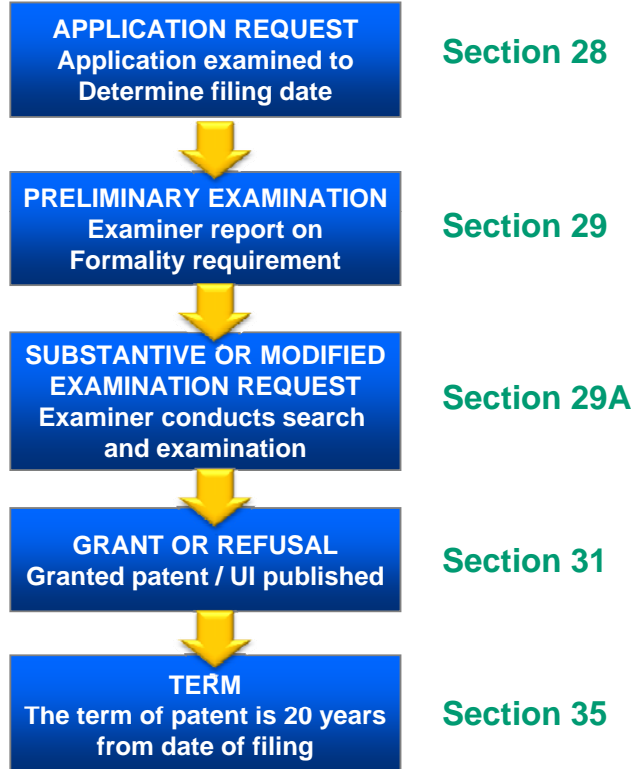 APPLICATION REQUEST
Application examined to
Determine filing date
Section 28
PRELIMINARY EXAMINATION
Examiner report on
Formality requirement
Section 29
SUBSTANTIVE OR MODIFIED
EXAMINATION REQUEST
Examiner conducts search
and examination
Section 29A
GRANT OR REFUSAL
Granted patent / UI published
Section 31
TERM
The term of patent is 20 years
from date of filing
Section 35